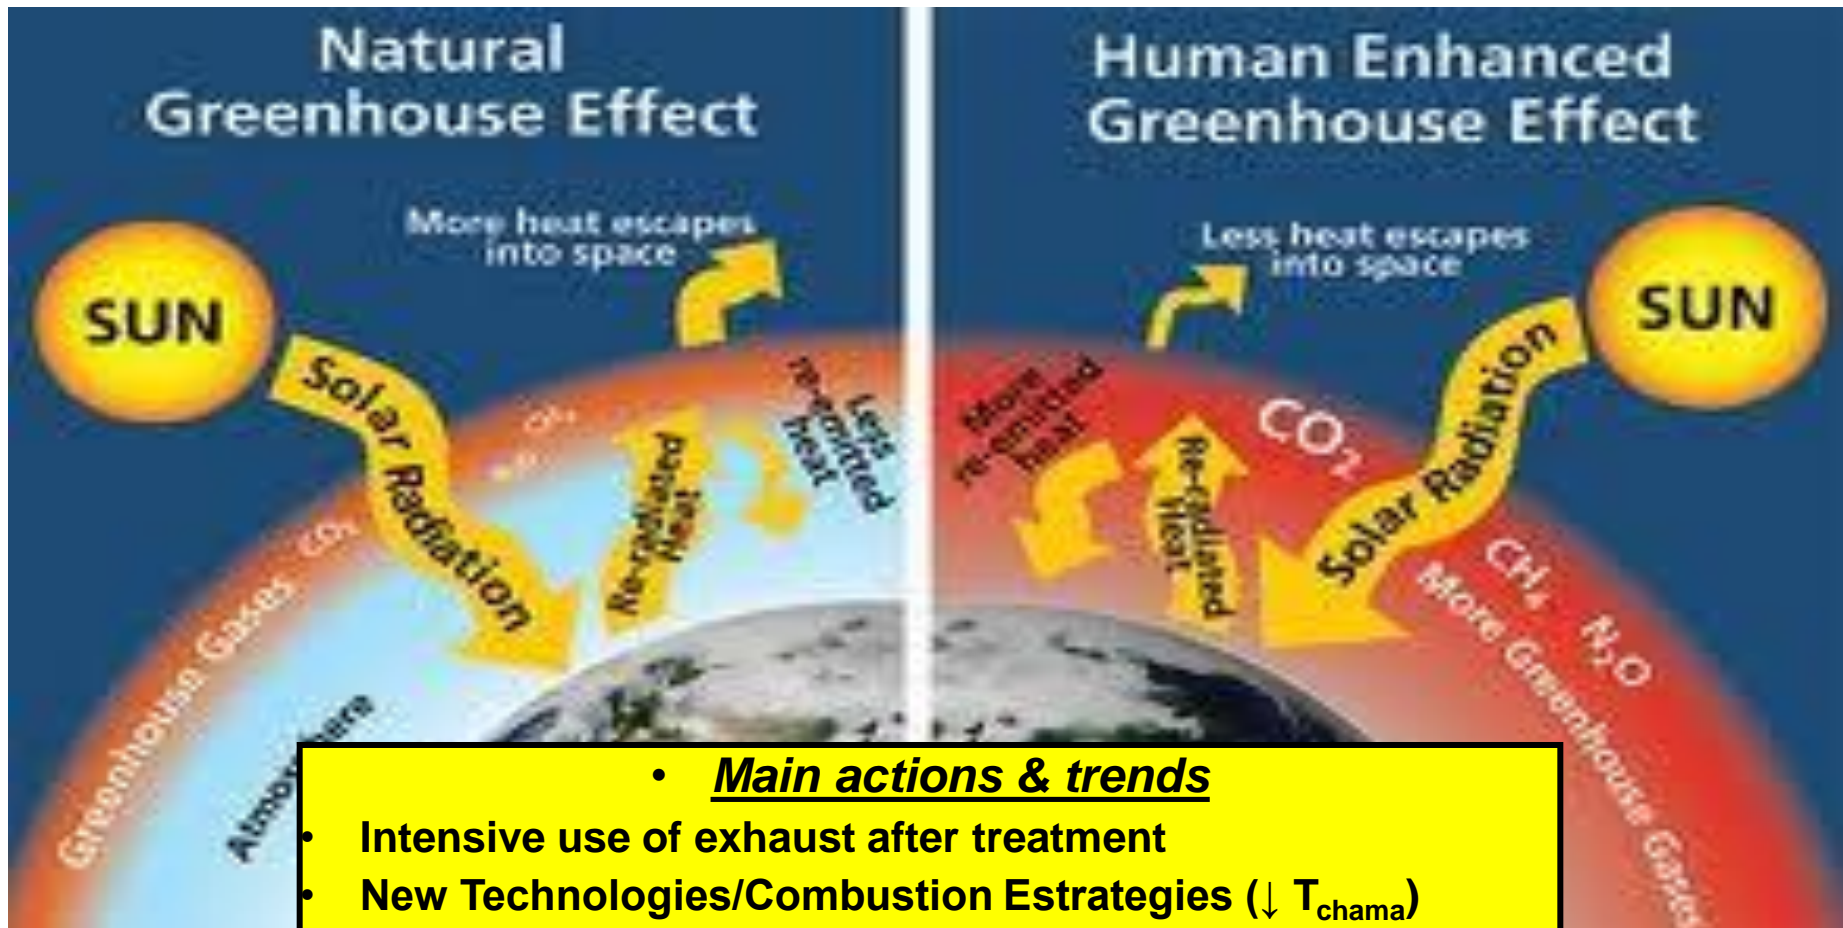 Natural
Greenhouse Effect
More heat escapes
into space
SUN
Solar Radiation
Re-radiated
Heat
Less
re-emitted
heat
CO₂
Greenhouse Gases
Atmosphere
Human Enhanced
Greenhouse Effect
Less heat escapes
into space
SUN
Solar Radiation
More
re-emitted
heat
Re-radiated
Heat
CO₂
CH₄
N₂O
More Greenhouse Gases
• Main actions & trends
• Intensive use of exhaust after treatment
• New Technologies/Combustion Estrategies (↓ Tchama)